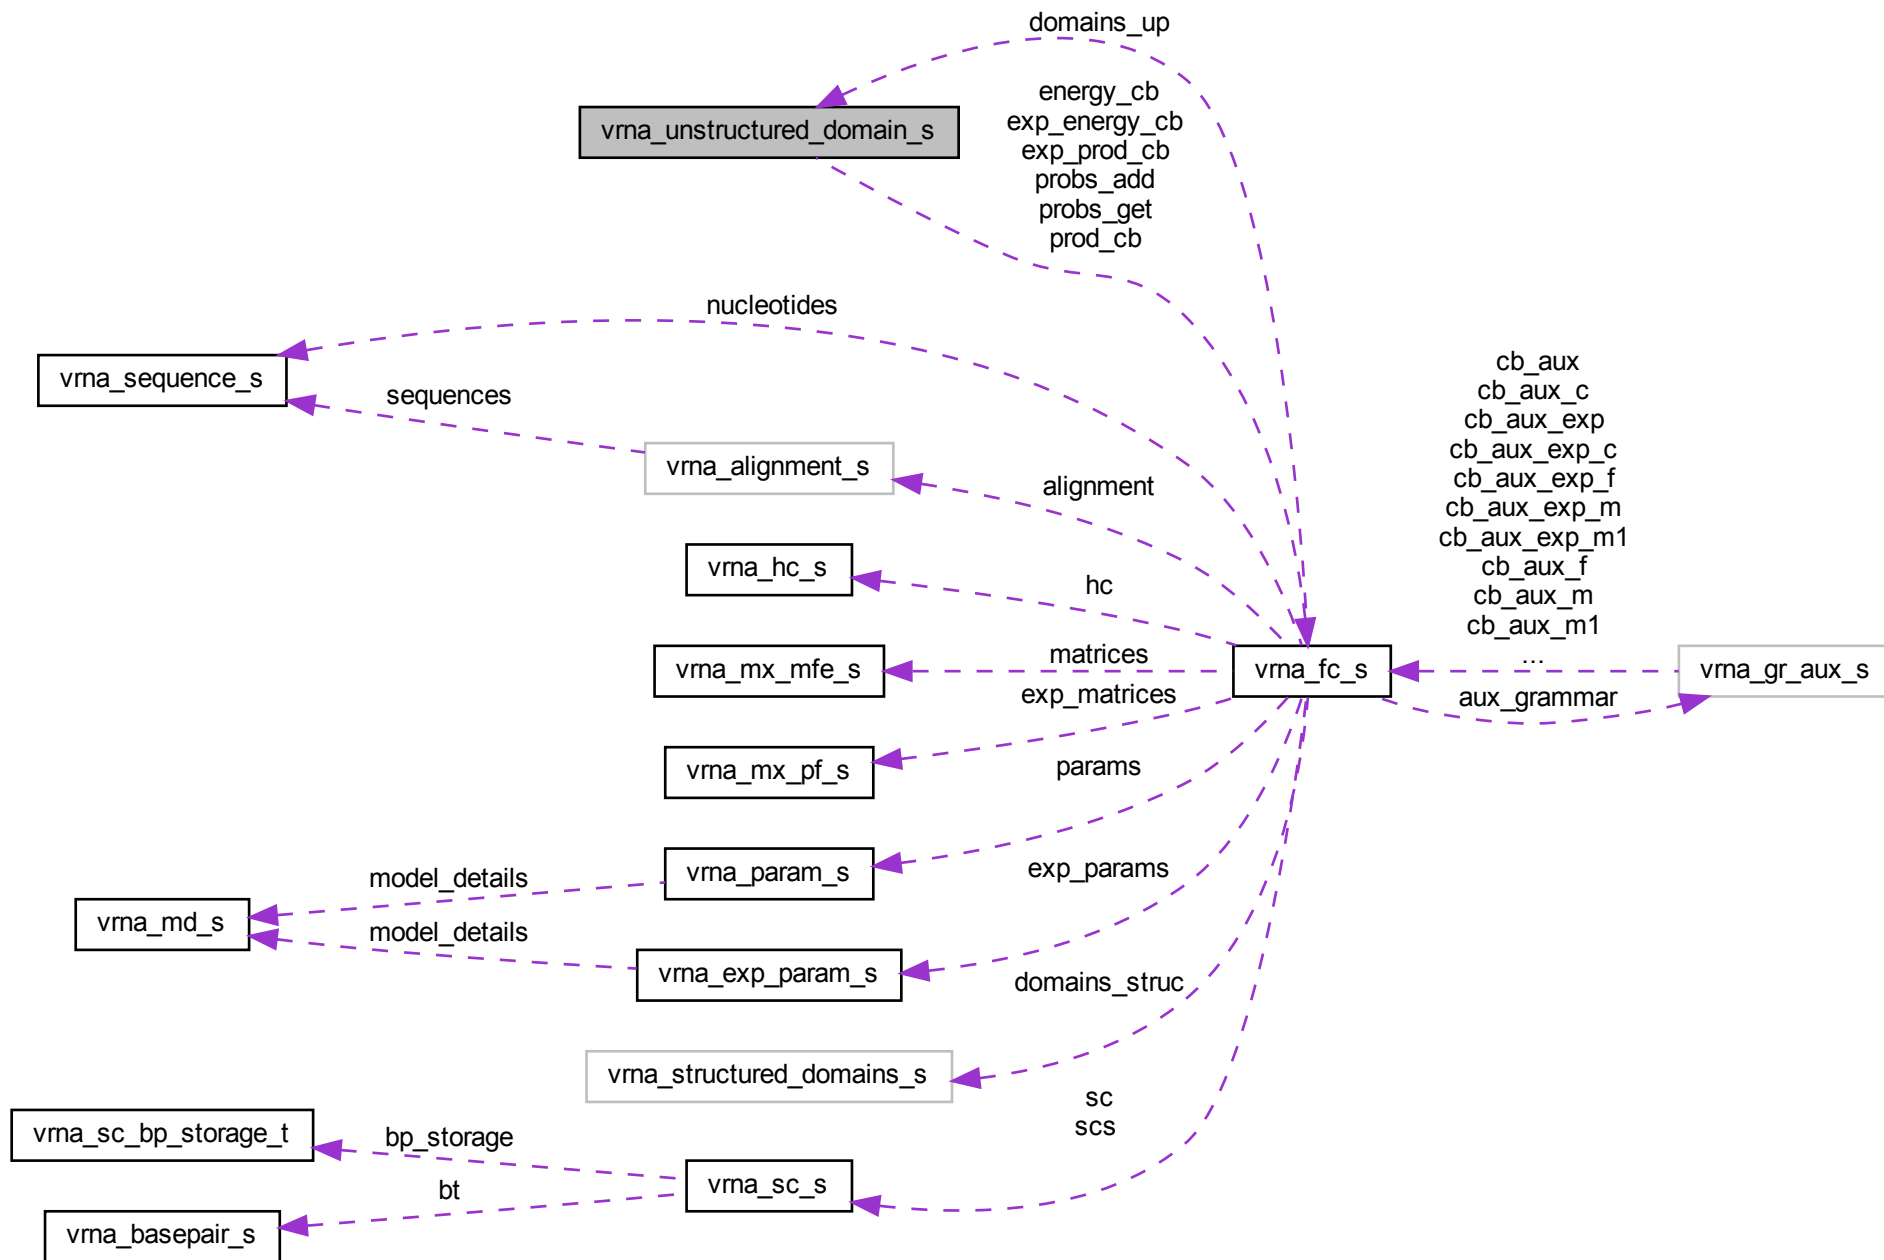 domains_up
energy_cb
exp_energy_cb
exp_prod_cb
probs_add
probs_get
prod_cb
vrna_unstructured_domain_s
nucleotides
vrna_sequence_s
sequences
vrna_alignment_s
alignment
cb_aux
cb_aux_c
cb_aux_exp
cb_aux_exp_c
cb_aux_exp_f
cb_aux_exp_m
cb_aux_exp_m1
cb_aux_f
cb_aux_m
cb_aux_m1
...
vrna_hc_s
hc
vrna_mx_mfe_s
matrices
vrna_fc_s
vrna_gr_aux_s
exp_matrices
aux_grammar
vrna_mx_pf_s
params
vrna_param_s
model_details
exp_params
vrna_md_s
model_details
vrna_exp_param_s
domains_struc
vrna_structured_domains_s
sc
scs
vrna_sc_bp_storage_t
bp_storage
vrna_sc_s
bt
vrna_basepair_s